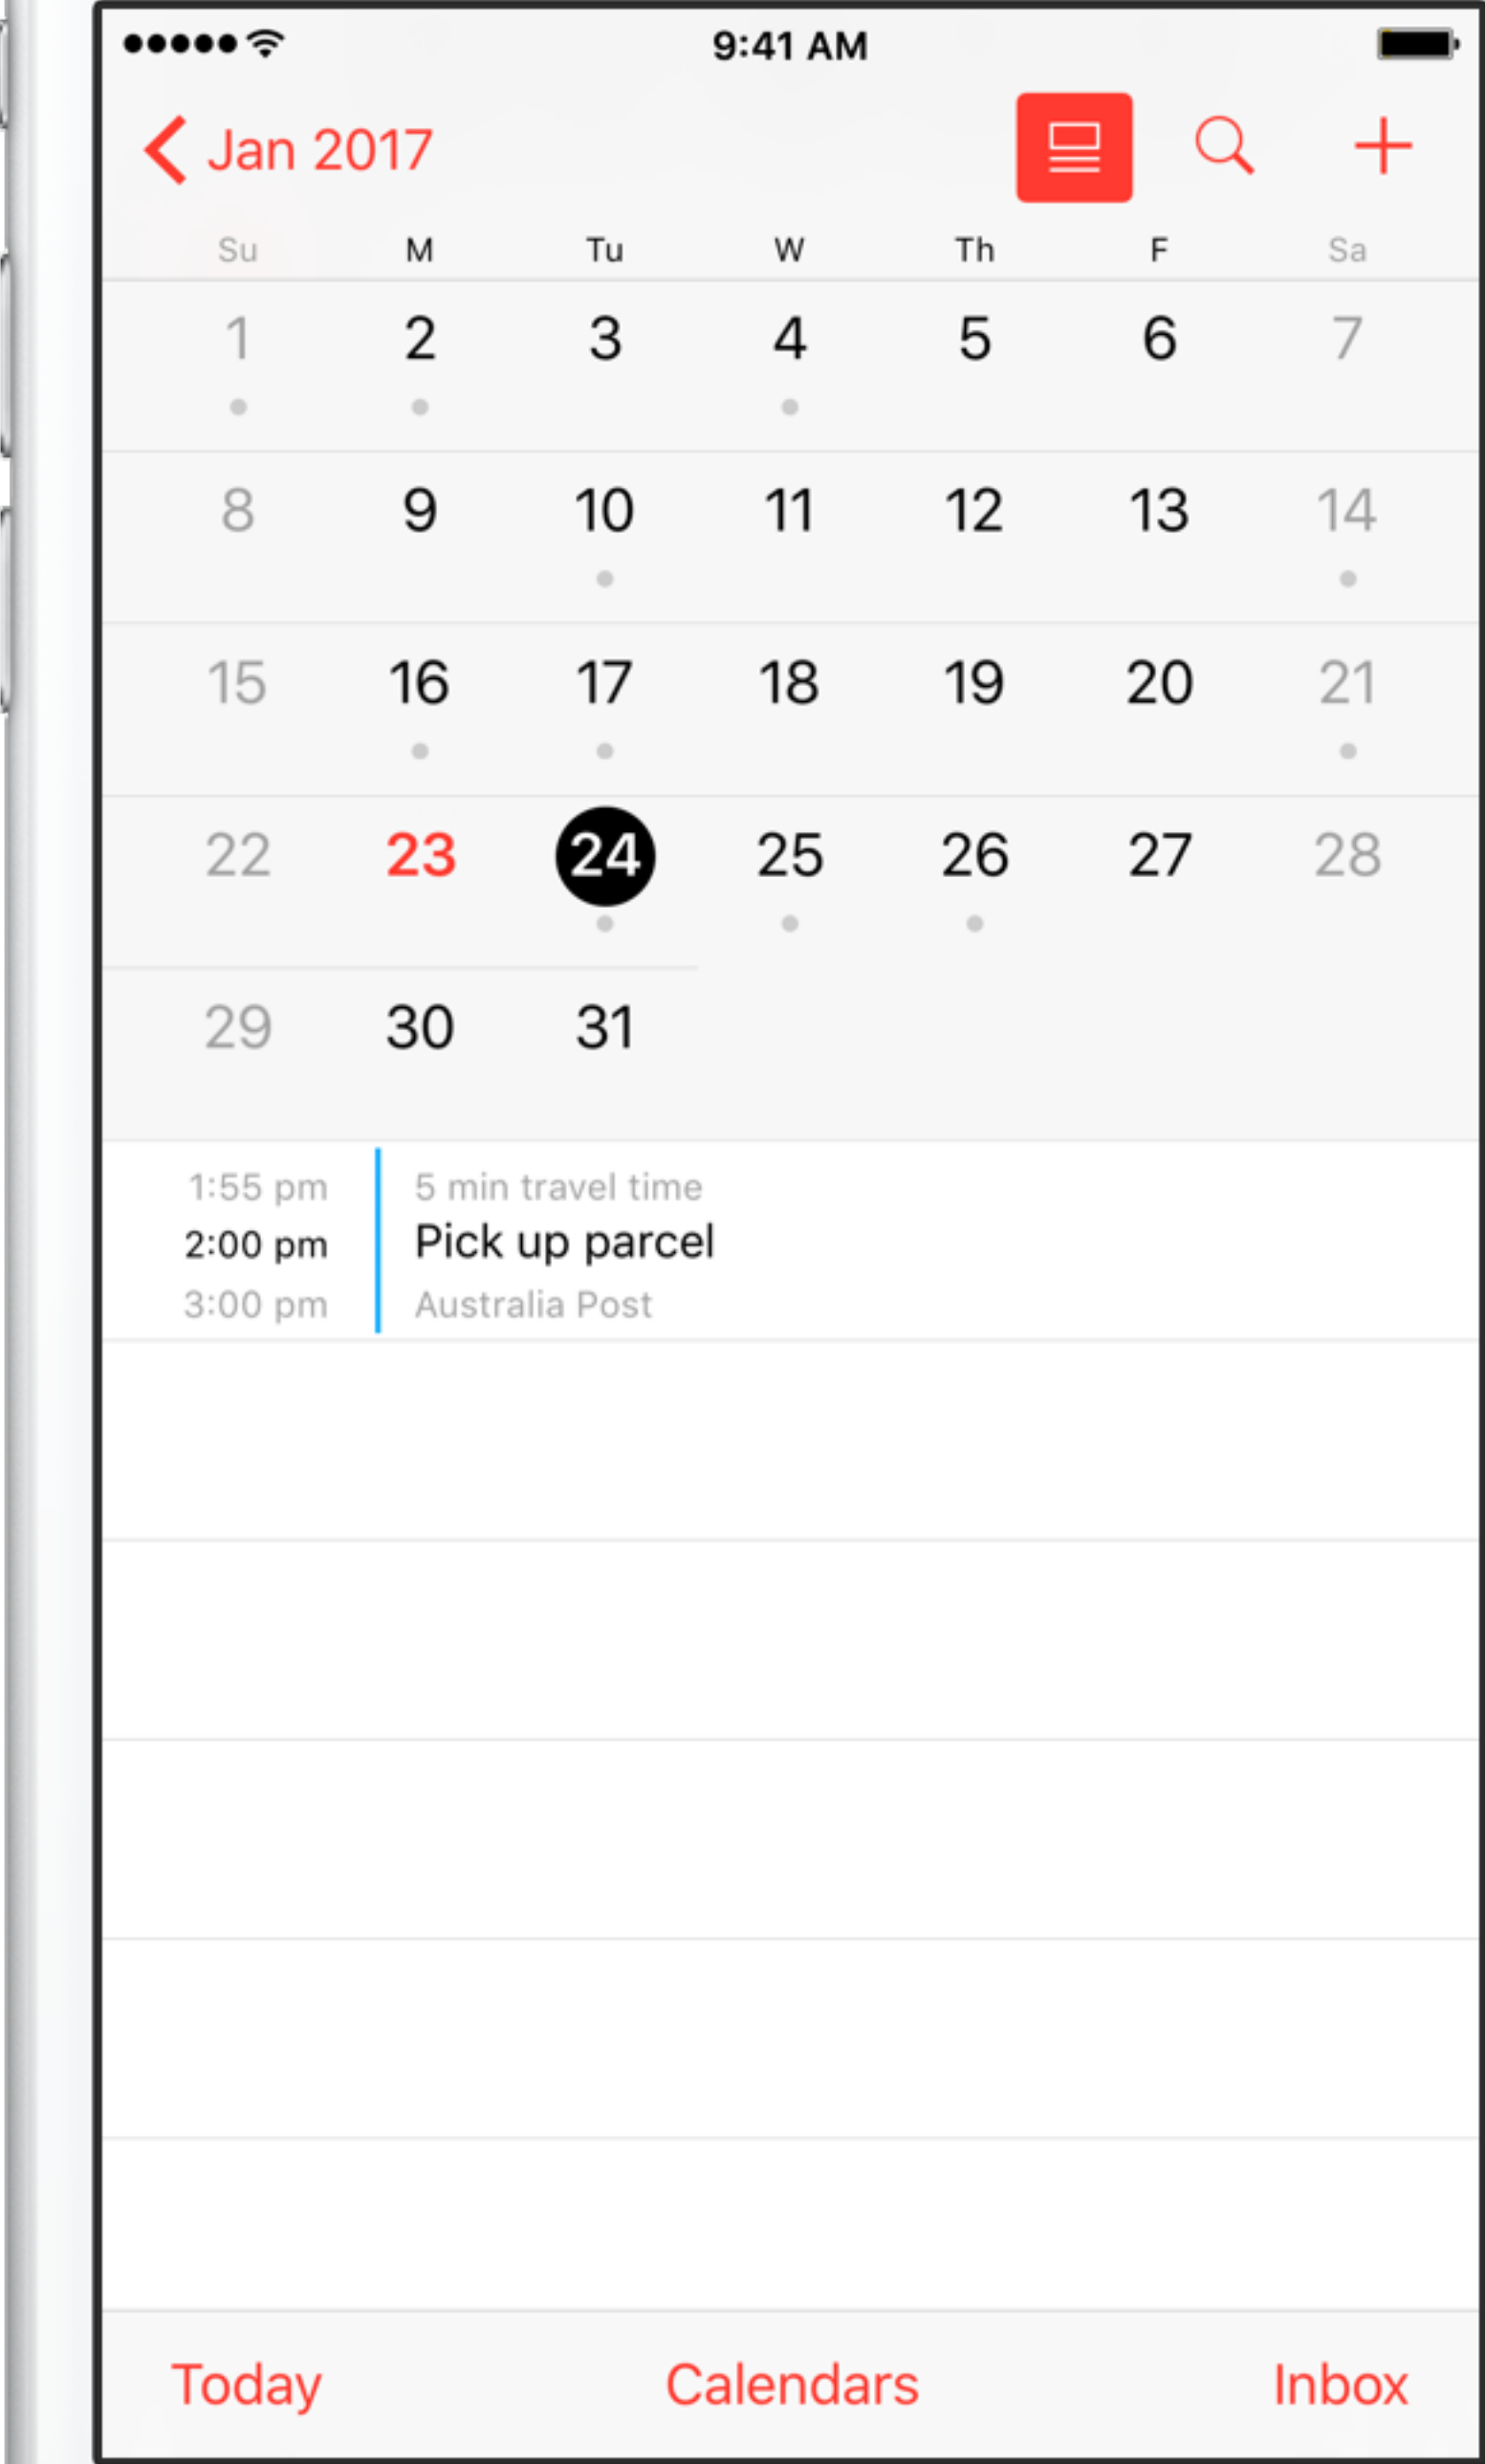 9:41 AM
Jan 2017
Su M Tu W Th F Sa
1 2 3 4 5 6 7
8 9 10 11 12 13 14
15 16 17 18 19 20 21
22 23 24 25 26 27 28
29 30 31
1:55 pm 5 min travel time
2:00 pm Pick up parcel
3:00 pm Australia Post
Today Calendars Inbox